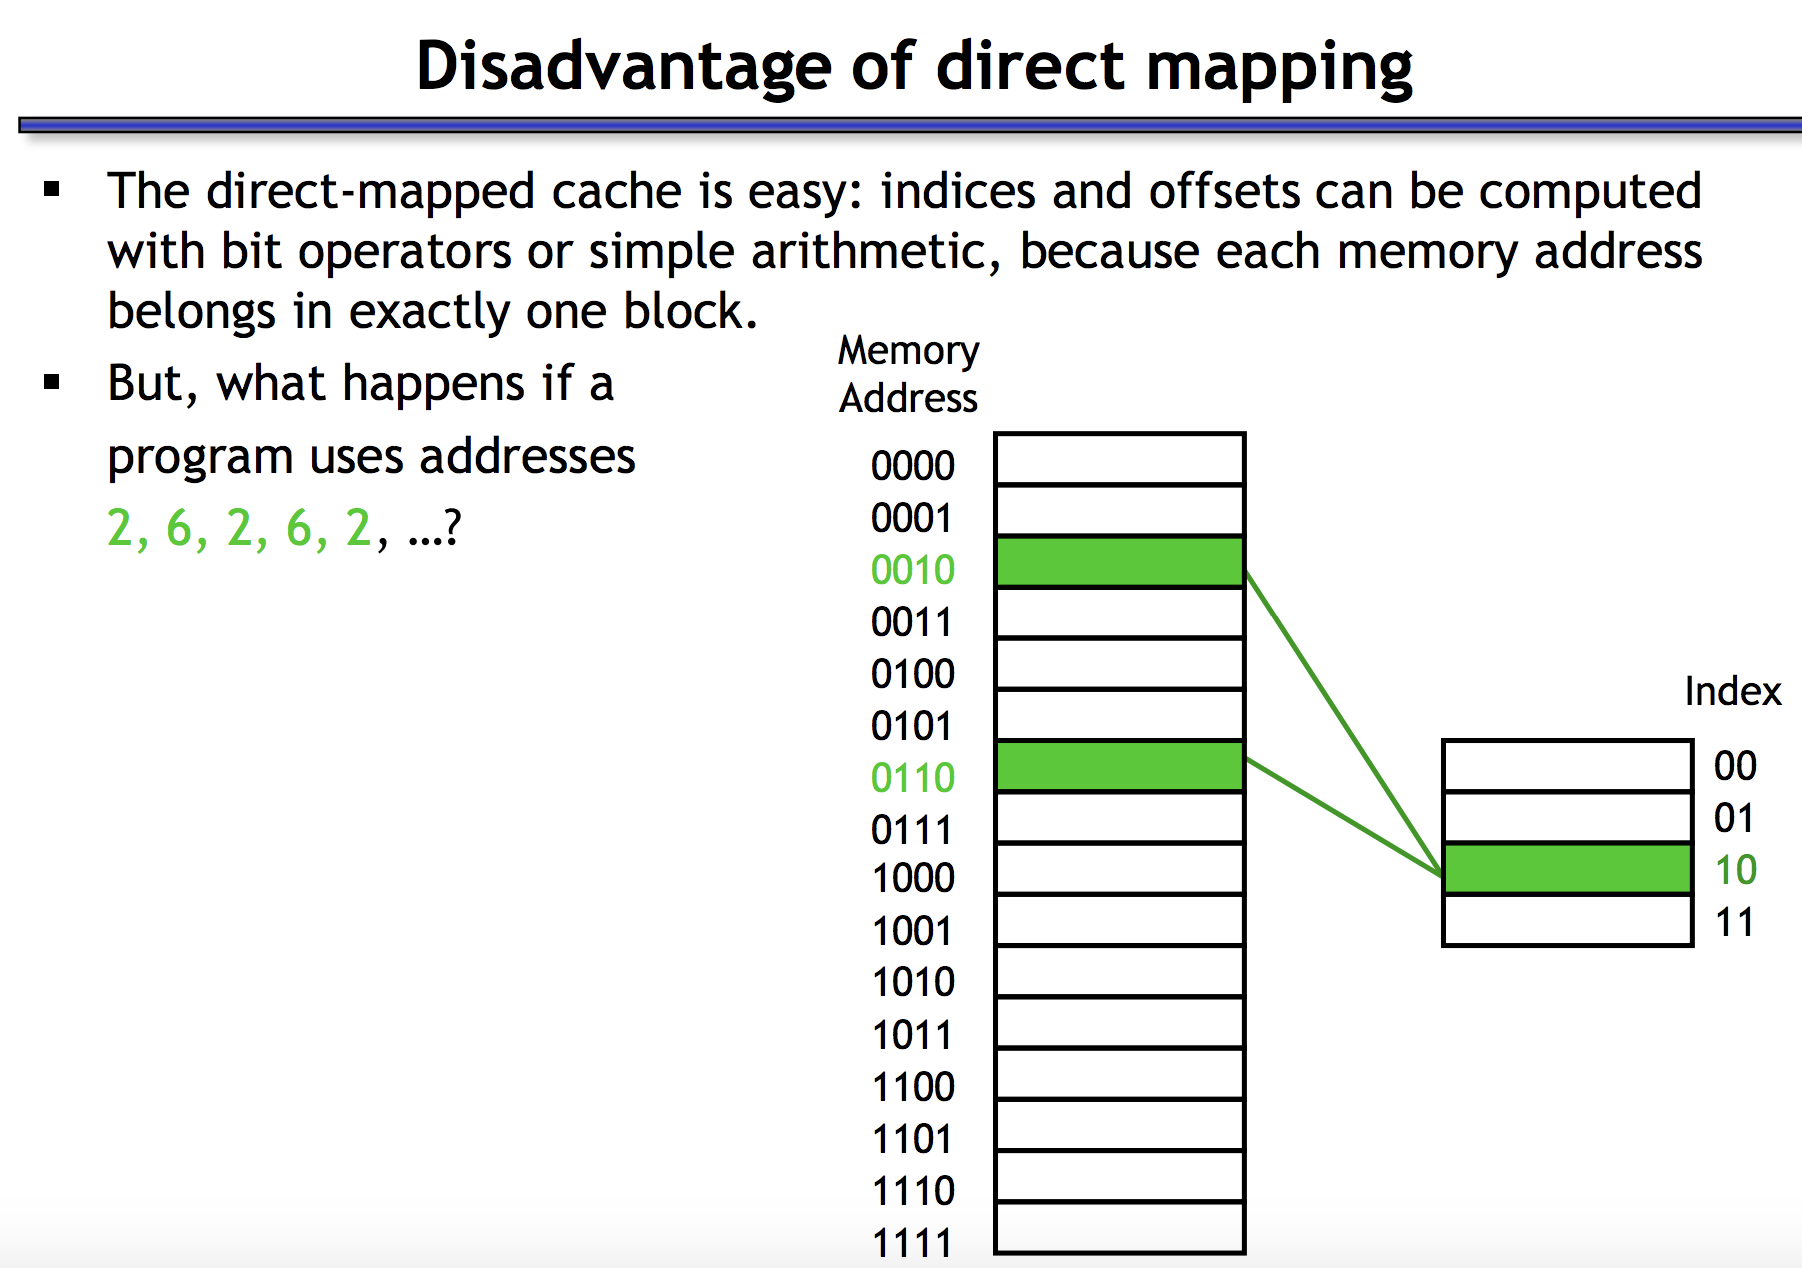 Disadvantage of direct mapping
▪ The direct-mapped cache is easy: indices and offsets can be computed
with bit operators or simple arithmetic, because each memory address
belongs in exactly one block.
▪ But, what happens if a
program uses addresses
2, 6, 2, 6, 2, …?
Memory
Address
0000
0001
0010
0011
0100
0101
0110
0111
1000
1001
1010
1011
1100
1101
1110
1111
Index
00
01
10
11